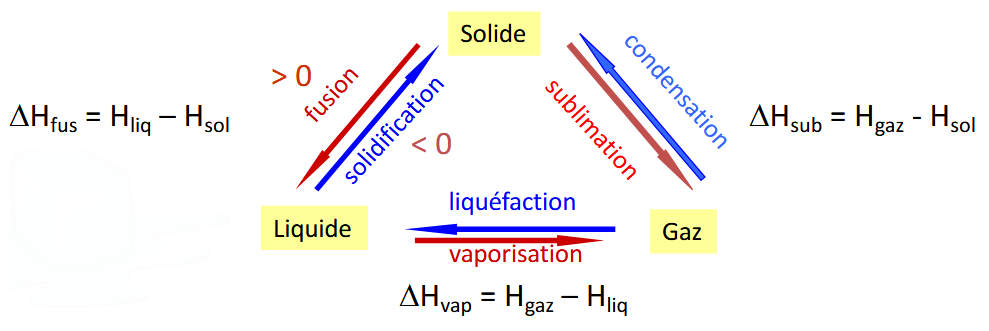 Solide
> 0
fusion
solidification
< 0
condensation
sublimation
ΔHfus = Hliq – Hsol
ΔHsub = Hgaz - Hsol
liquéfaction
Liquide
Gaz
vaporisation
ΔHvap = Hgaz – Hliq